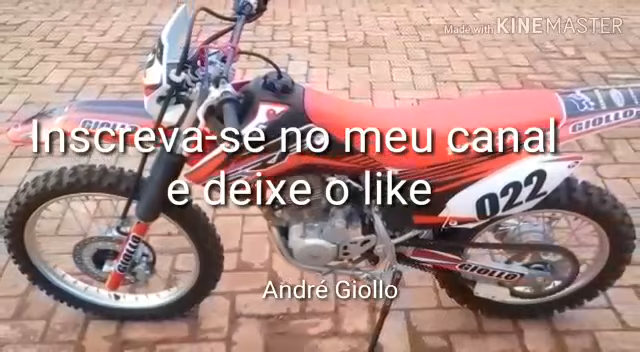 Made with KINEMASTER
GIOLLO
GIOLLO
Inscreva-se no meu canal
e deixe o like
022
GIOLLO
GIOLLO
André Giollo